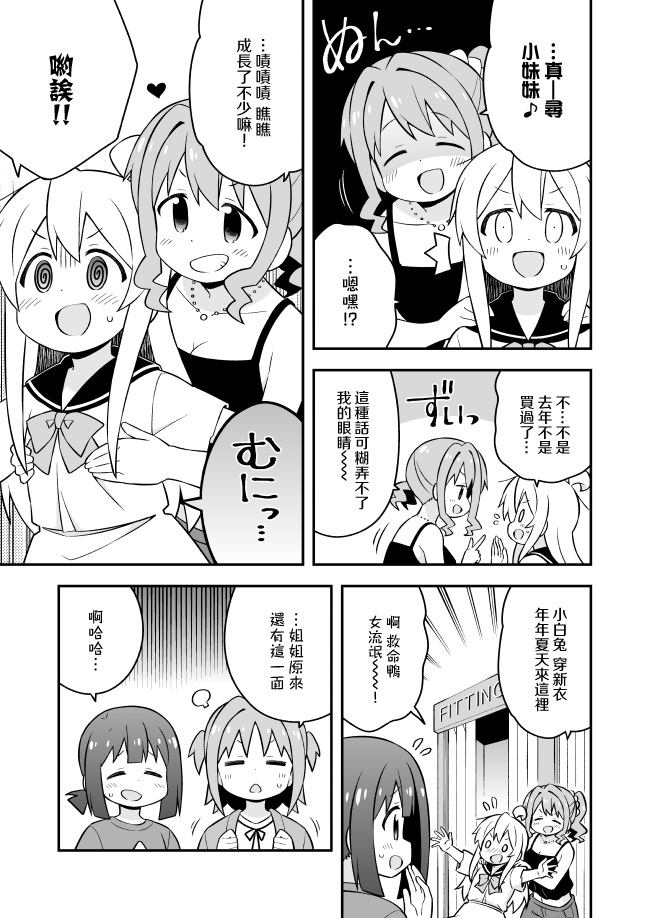 ぬん…
…真—尋
小妹妹♪
…嗯嘿!?
…嘖嘖嘖 瞧瞧
成長了不少嘛!
喲誒!!
むにっ…
不…不是
去年不是
買過了…
ずいっ
這種話可糊弄不了
我的眼睛~~~
小白兔 穿新衣
年年夏天來這裡
啊 救命鴨
女流氓~~~!
FITTING
…姐姐原來
還有這一面
啊哈哈…